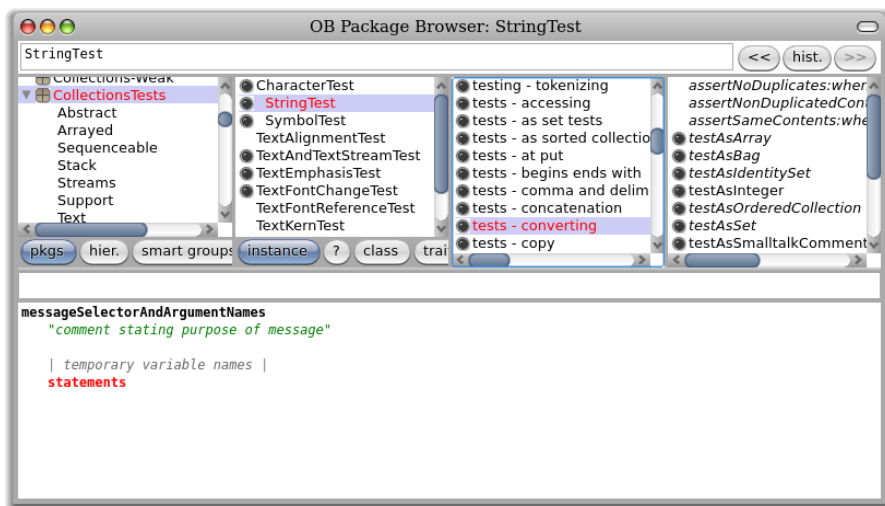 OB Package Browser: StringTest
StringTest
<< hist. >>
Collections-Weak
CollectionsTests
Abstract
Arrayed
Sequenceable
Stack
Streams
Support
Text
CharacterTest
StringTest
SymbolTest
TextAlignmentTest
TextAndTextStreamTest
TextEmphasisTest
TextFontChangeTest
TextFontReferenceTest
TextKernTest
testing - tokenizing
tests - accessing
tests - as set tests
tests - as sorted collectio
tests - at put
tests - begins ends with
tests - comma and delim
tests - concatenation
tests - converting
tests - copy
assertNoDuplicates:wher
assertNonDuplicatedCont
assertSameContents:whe
testAsArray
testAsBag
testAsIdentitySet
testAsInteger
testAsOrderedCollection
testAsSet
testAsSmalltalkComment
pkgs hier. smart groups instance ? class trai
messageSelectorAndArgumentNames
"comment stating purpose of message"
| temporary variable names |
statements